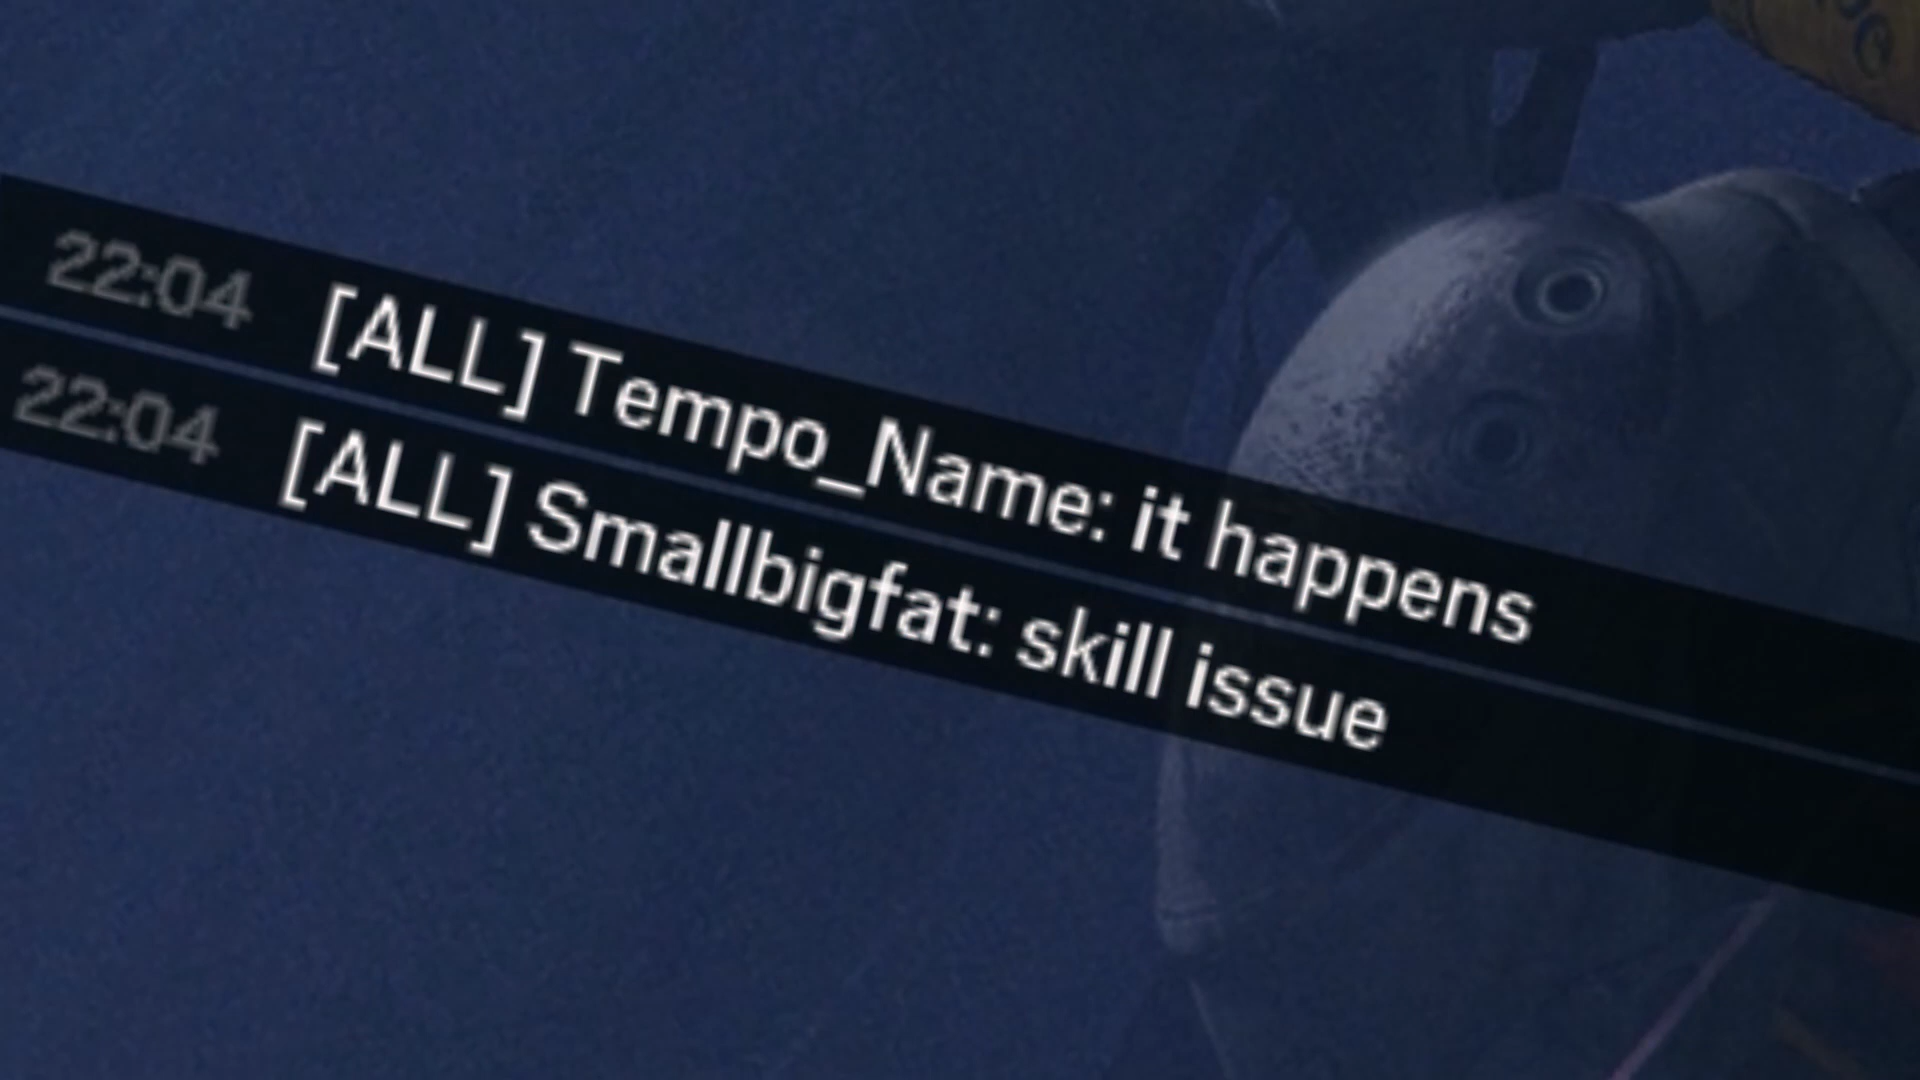 22:04 [ALL] Tempo_Name: it happens
22:04 [ALL] Smallbigfat: skill issue